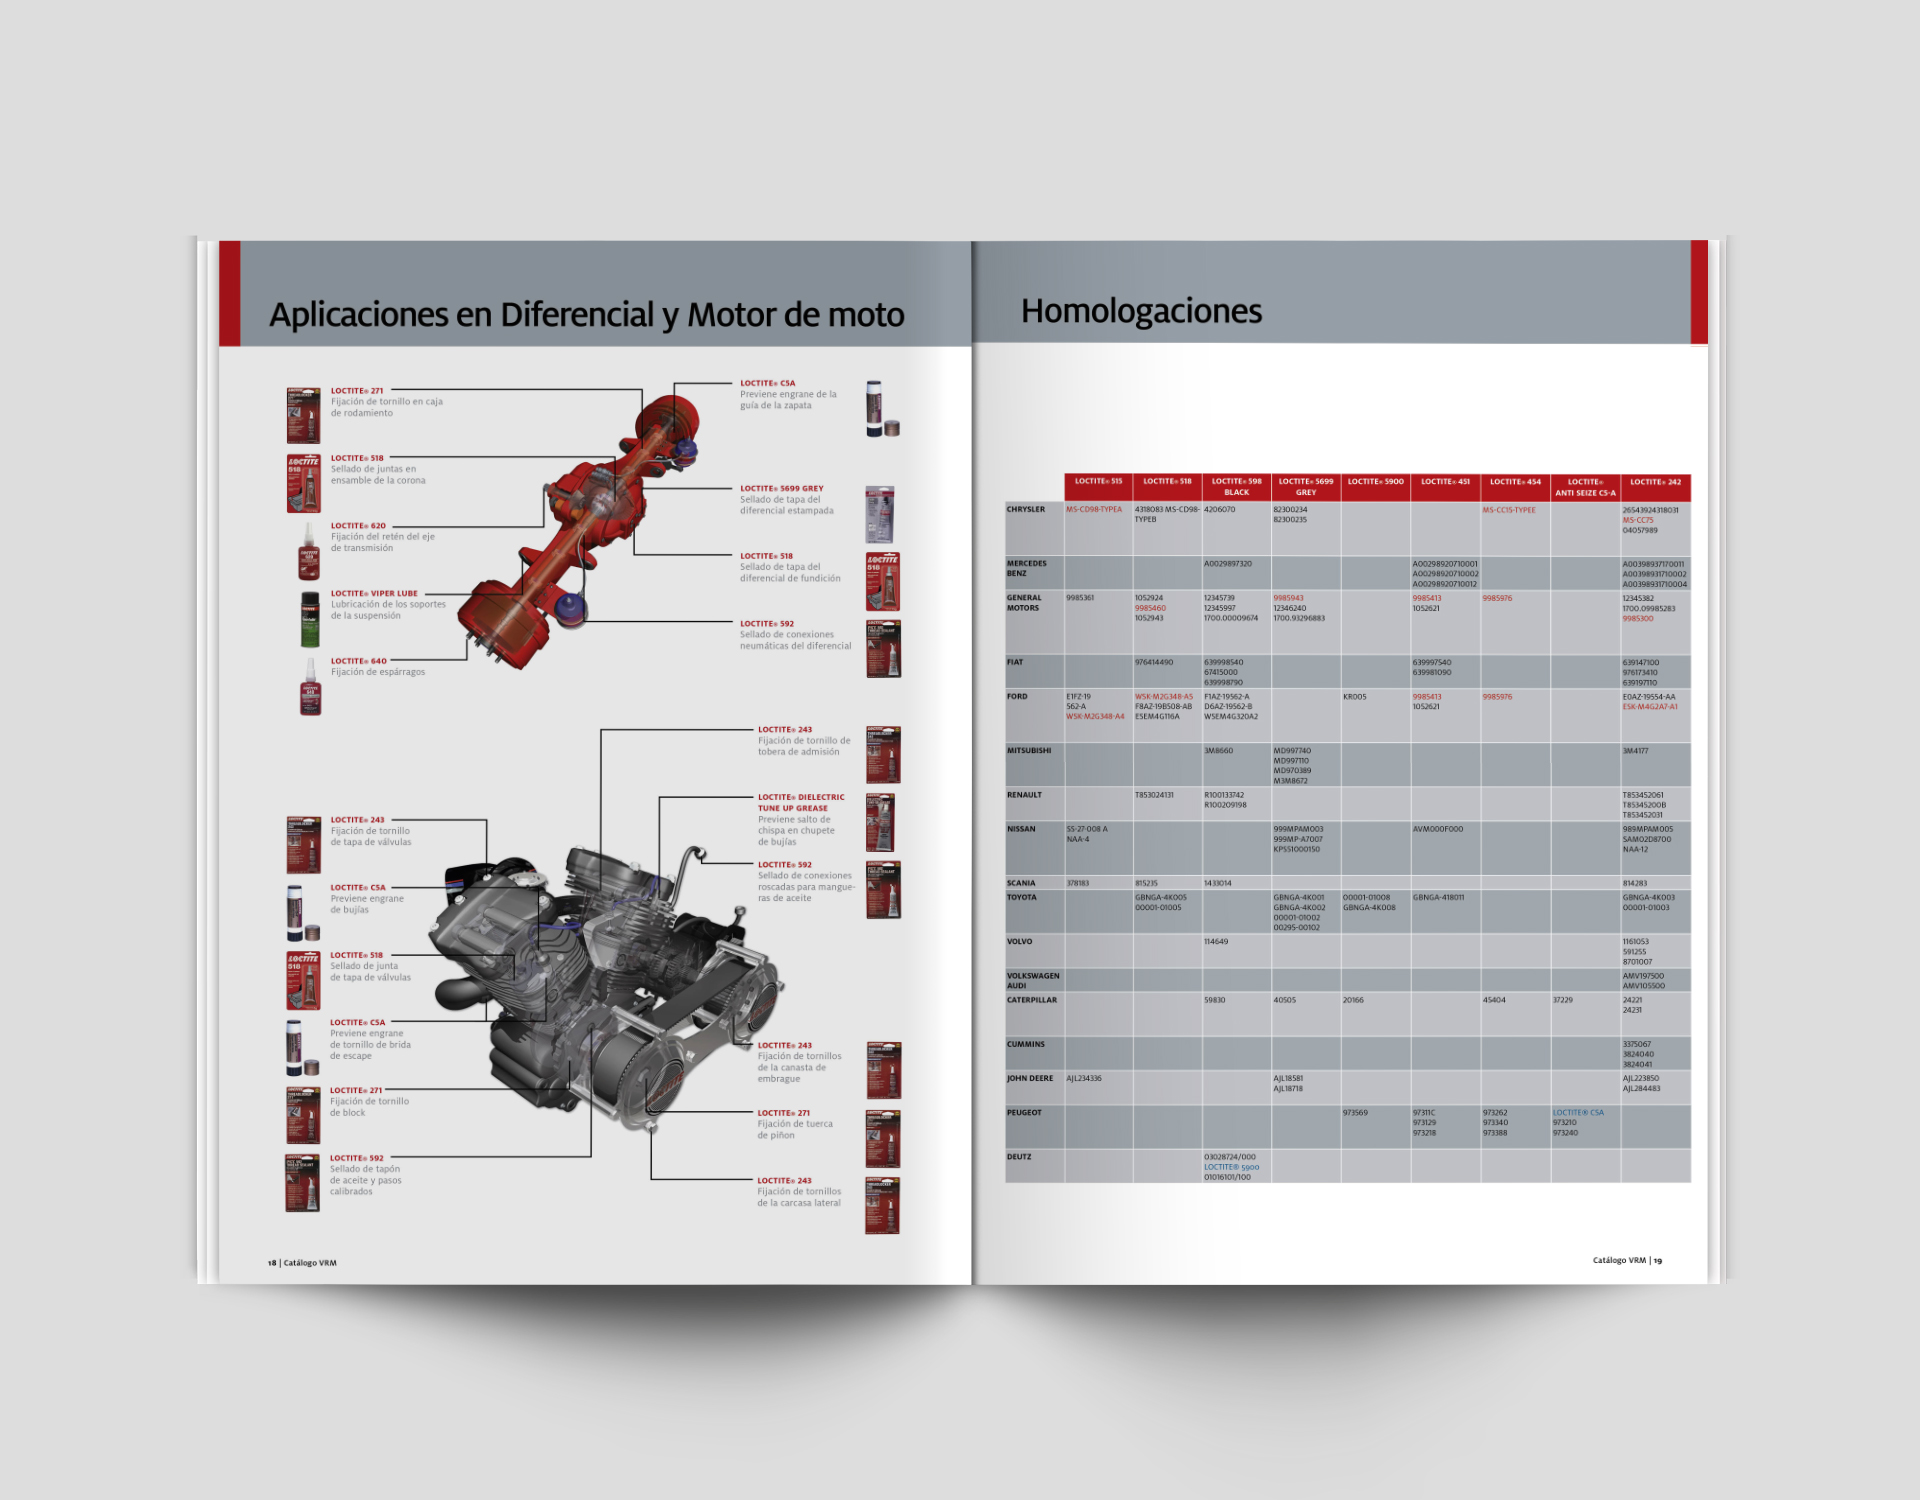 Aplicaciones en Diferencial y Motor de moto
LOCTITE® 271
Fijación de tornillo en caja
de rodamiento
LOCTITE® 518
Sellado de juntas en
ensamble de la corona
LOCTITE® 620
Fijación del retén del eje
de transmisión
LOCTITE® VIPER LUBE
Lubricación de los soportes
de la suspensión
LOCTITE® 640
Fijación de espárragos
LOCTITE® C5A
Previene engrane de la
guía de la zapata
LOCTITE® 5699 GREY
Sellado de tapa del
diferencial estampada
LOCTITE® 518
Sellado de tapa del
diferencial de fundición
LOCTITE® 592
Sellado de conexiones
neumáticas del diferencial
LOCTITE® 243
Fijación de tornillo
de tapa de válvulas
LOCTITE® C5A
Previene engrane
de bujías
LOCTITE® 518
Sellado de junta
de tapa de válvulas
LOCTITE® C5A
Previene engrane
de tornillo de brida
de escape
LOCTITE® 271
Fijación de tornillo
de block
LOCTITE® 592
Sellado de tapón
de aceite y pasos
calibrados
LOCTITE® 243
Fijación de tornillo de
tobera de admisión
LOCTITE® DIELECTRIC
TUNE UP GREASE
Previene salto de
chispa en chupete
de bujías
LOCTITE® 592
Sellado de conexiones
roscadas para mangue-
ras de aceite
LOCTITE® 243
Fijación de tornillos
de la canasta de
embrague
LOCTITE® 271
Fijación de tuerca
de piñon
LOCTITE® 243
Fijación de tornillos
de la carcasa lateral
18 | Catálogo VRM
Homologaciones
LOCTITE® 515 LOCTITE® 518 LOCTITE® 598 LOCTITE® 5699 LOCTITE® 5900 LOCTITE® 451 LOCTITE® 454 LOCTITE® LOCTITE® 242
BLACK GREY ANTI SEIZE C5-A
CHRYSLER MS-CD98-TYPEA 4318083 MS-CD98- 4206070 82300234 MS-CC15-TYPEE 26543924318031
TYPEB 82300235 MS-CC75
04057989
MERCEDES A0029897320 A00298920710001 A00398937170011
BENZ A00298920710002 A00398931710002
A00298920710012 A00398931710004
GENERAL 9985361 1052924 12345739 9985943 9985413 9985976 12345382
MOTORS 9985460 12345997 12346240 1052621 1700.09985283
1052943 1700.00009674 1700.93296883 9985300
FIAT 976414490 639998540 639997540 639147100
67415000 639981090 976173410
639998790 639197110
FORD E1FZ-19 WSK-M2G348-A5 F1AZ-19562-A KR005 9985413 9985976 E0AZ-19554-AA
562-A F8AZ-19B508-AB D6AZ-19562-B 1052621 ESK-M4G2A7-A1
WSK-M2G348-A4 ESEM4G116A WSEM4G320A2
MITSUBISHI 3M8660 MD997740 3M4177
MD997110
MD970389
M3M8672
RENAULT T853024131 R100133742 T853452061
R100209198 T85345200B
T853452031
NISSAN SS-27-008 A 999MPAM003 AVM000F000 989MPAM005
NAA-4 999MP-A7007 SAM02D8700
KP5S1000150 NAA-12
SCANIA 378183 815235 1433014 814283
TOYOTA GBNGA-4K005 GBNGA-4K001 00001-01008 GBNGA-418011 GBNGA-4K003
00001-01005 GBNGA-4K002 GBNGA-4K008 00001-01003
00001-01002
00295-00102
VOLVO 114649 1161053
591255
8701007
VOLKSWAGEN AMV197500
AUDI AMV105500
CATERPILLAR 59830 40505 20166 45404 37229 24221
24231
CUMMINS 3375067
3824040
3824041
JOHN DEERE AJL234336 AJL18581 AJL223850
AJL18718 AJL284483
PEUGEOT 973569 97311C 973262 LOCTITE® C5A
973129 973340 973210
973218 973388 973240
DEUTZ 03028724/000
LOCTITE® 5900
01016101/100
Catálogo VRM | 19